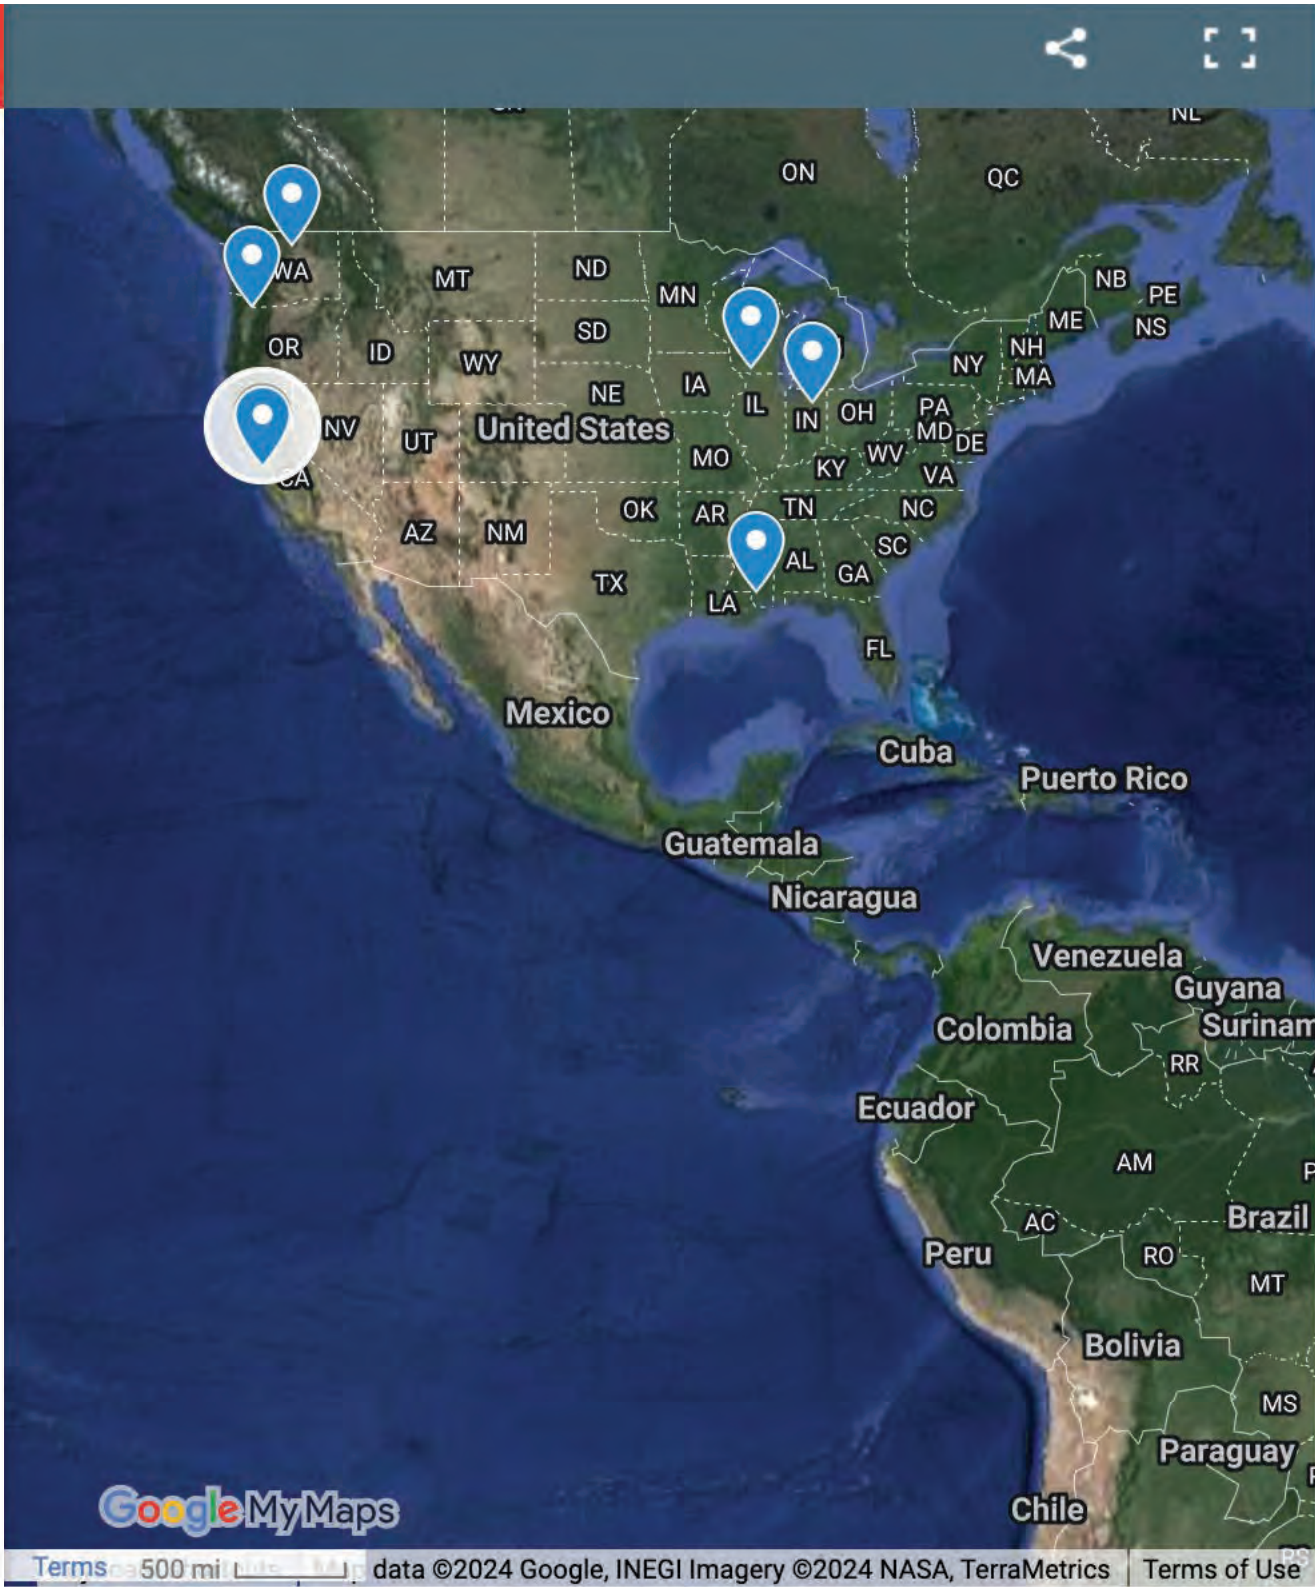 NL
ON
QC
WA
MT
ND
MN
NB
PE
ME
NS
OR
ID
WY
SD
NY
NH
MA
IA
NE
IL
IN
OH
PA
MD
DE
NV
UT
United States
MO
KY
WV
VA
CA
OK
AR
TN
NC
AZ
NM
AL
SC
GA
TX
LA
FL
Mexico
Cuba
Puerto Rico
Guatemala
Nicaragua
Venezuela
Guyana
Colombia
Surinam
RR
Ecuador
AM
AC
Brazil
Peru
RO
MT
Bolivia
MS
Paraguay
Chile
Google My Maps
Terms 500 mi Map data ©2024 Google, INEGI Imagery ©2024 NASA, TerraMetrics Terms of Use